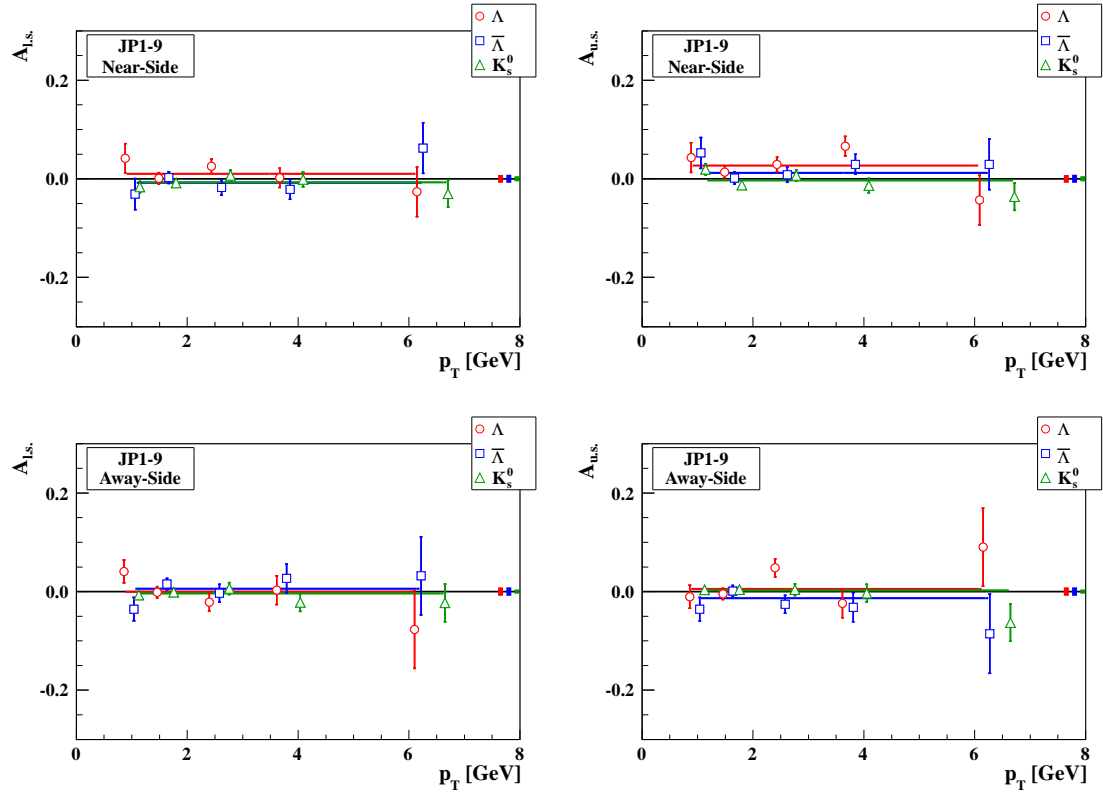 A_{l.s.}
JP1-9
Near-Side
Λ
Λ̅
K_s^0
0.2
0.0
-0.2
0 2 4 6 8
p_T [GeV]
A_{u.s.}
JP1-9
Near-Side
Λ
Λ̅
K_s^0
0.2
0.0
-0.2
0 2 4 6 8
p_T [GeV]
A_{l.s.}
JP1-9
Away-Side
Λ
Λ̅
K_s^0
0.2
0.0
-0.2
0 2 4 6 8
p_T [GeV]
A_{u.s.}
JP1-9
Away-Side
Λ
Λ̅
K_s^0
0.2
0.0
-0.2
0 2 4 6 8
p_T [GeV]